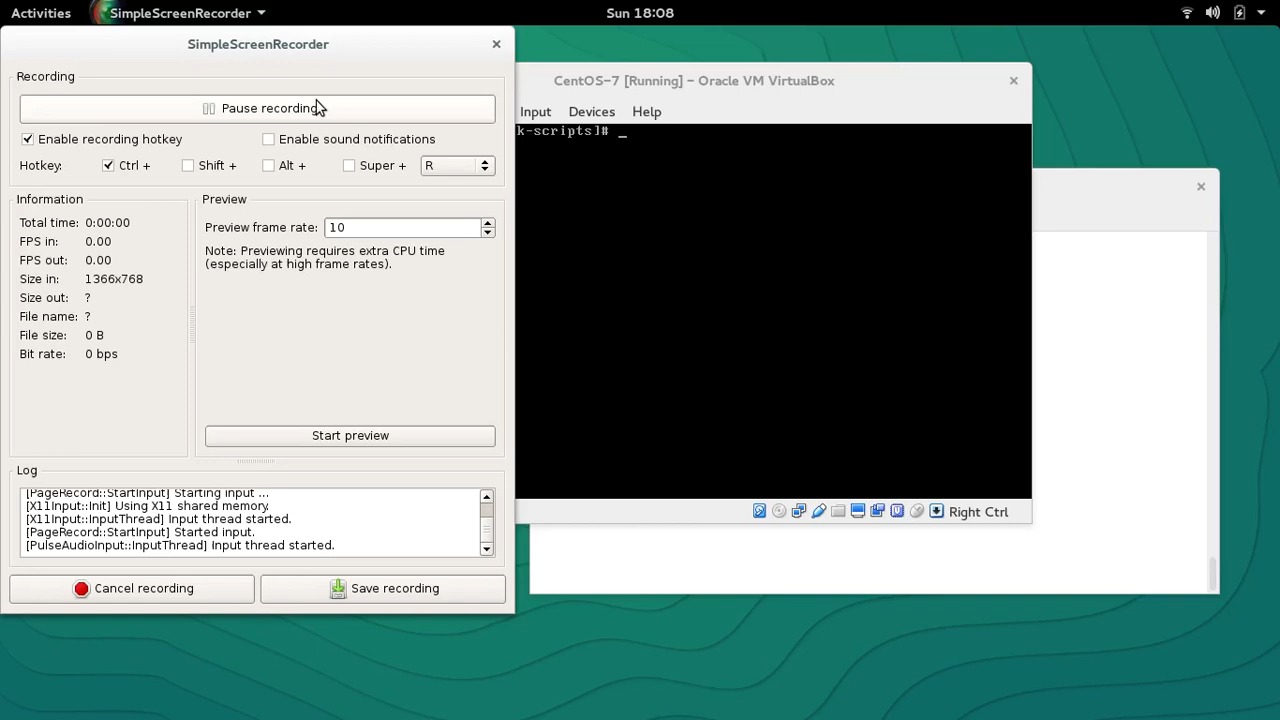 Activities SimpleScreenRecorder Sun 18:08
SimpleScreenRecorder
Recording
Pause recording
Enable recording hotkey Enable sound notifications
Hotkey: Ctrl + Shift + Alt + Super + R
Information
Total time: 0:00:00
FPS in: 0.00
FPS out: 0.00
Size in: 1366x768
Size out: ?
File name: ?
File size: 0 B
Bit rate: 0 bps
Preview
Preview frame rate: 10
Note: Previewing requires extra CPU time
(especially at high frame rates).
Start preview
Log
[PageRecord::StartInput] Starting input ...
[X11Input::Init] Using X11 shared memory.
[X11Input::InputThread] Input thread started.
[PageRecord::StartInput] Started input.
[PulseAudioInput::InputThread] Input thread started.
Cancel recording Save recording
CentOS-7 [Running] - Oracle VM VirtualBox
Input Devices Help
k-scripts]# _
Right Ctrl